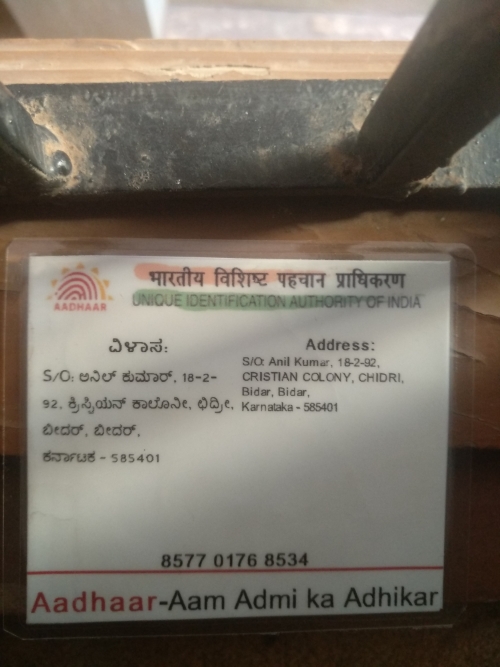 भारतीय विशिष्ट पहचान प्राधिकरण
UNIQUE IDENTIFICATION AUTHORITY OF INDIA
AADHAAR
ವಿಳಾಸ:
S/O: ಅನಿಲ್ ಕುಮಾರ್, 18-2-
92, ಕ್ರಿಸ್ತಿಯನ್ ಕಾಲೋನೀ, ಛಿದ್ರೀ,
ಬೀದರ್, ಬೀದರ್,
ಕರ್ನಾಟಕ - 585401
Address:
S/O: Anil Kumar, 18-2-92,
CRISTIAN COLONY, CHIDRI,
Bidar, Bidar,
Karnataka - 585401
8577 0176 8534
Aadhaar-Aam Admi ka Adhikar